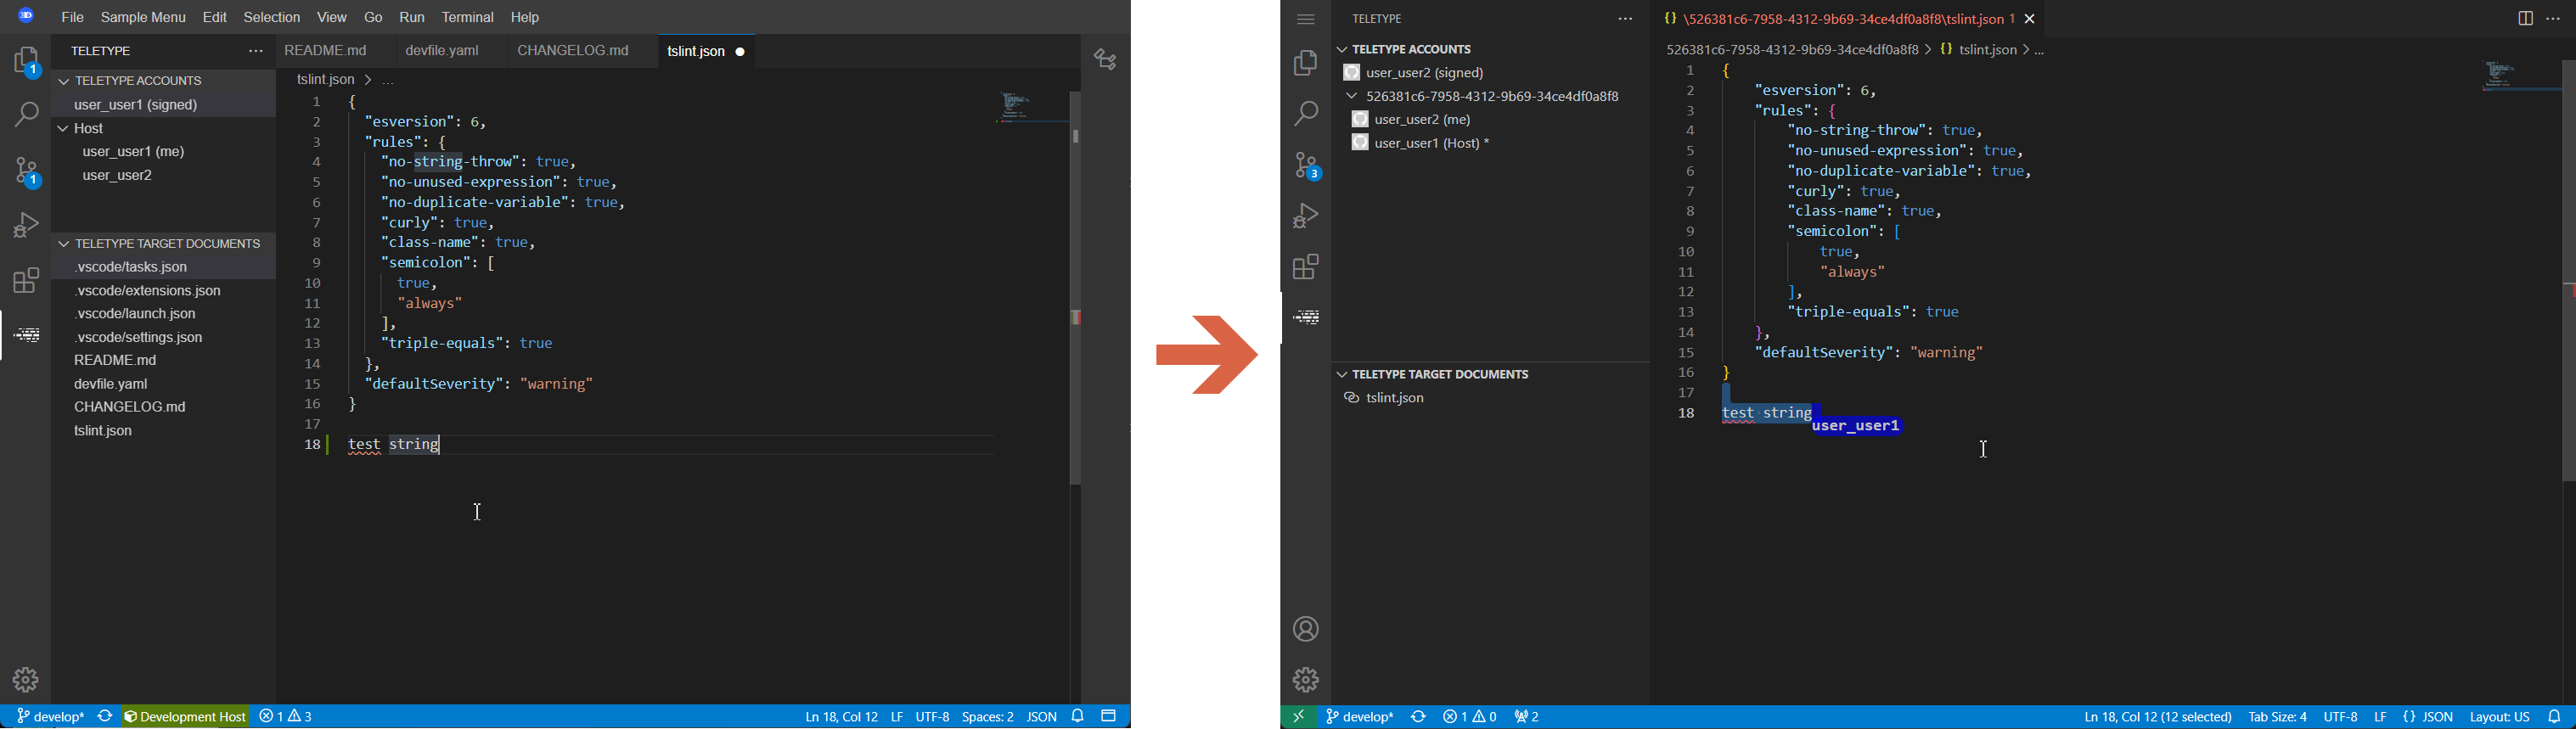 File Sample Menu Edit Selection View Go Run Terminal Help
TELETYPE ···
README.md devfile.yaml CHANGELOG.md tslint.json
TELETYPE ACCOUNTS
user_user1 (signed)
Host
user_user1 (me)
user_user2
TELETYPE TARGET DOCUMENTS
.vscode/tasks.json
.vscode/extensions.json
.vscode/launch.json
.vscode/settings.json
README.md
devfile.yaml
CHANGELOG.md
tslint.json
1
1
tslint.json > ...
1 {
2 "esversion": 6,
3 "rules": {
4 "no-string-throw": true,
5 "no-unused-expression": true,
6 "no-duplicate-variable": true,
7 "curly": true,
8 "class-name": true,
9 "semicolon": [
10 true,
11 "always"
12 ],
13 "triple-equals": true
14 },
15 "defaultSeverity": "warning"
16 }
17
18 test string
develop* Development Host 1 3 Ln 18, Col 12 LF UTF-8 Spaces: 2 JSON
TELETYPE ···
TELETYPE ACCOUNTS
user_user2 (signed)
526381c6-7958-4312-9b69-34ce4df0a8f8
user_user2 (me)
user_user1 (Host) *
3
TELETYPE TARGET DOCUMENTS
tslint.json
{} \526381c6-7958-4312-9b69-34ce4df0a8f8\tslint.json 1 ×
526381c6-7958-4312-9b69-34ce4df0a8f8 > {} tslint.json > ...
1 {
2 "esversion": 6,
3 "rules": {
4 "no-string-throw": true,
5 "no-unused-expression": true,
6 "no-duplicate-variable": true,
7 "curly": true,
8 "class-name": true,
9 "semicolon": [
10 true,
11 "always"
12 ],
13 "triple-equals": true
14 },
15 "defaultSeverity": "warning"
16 }
17
18 test·string
user_user1
develop* 1 0 2 Ln 18, Col 12 (12 selected) Tab Size: 4 UTF-8 LF {} JSON Layout: US